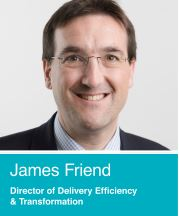 James Friend
Director of Delivery Efficiency
& Transformation